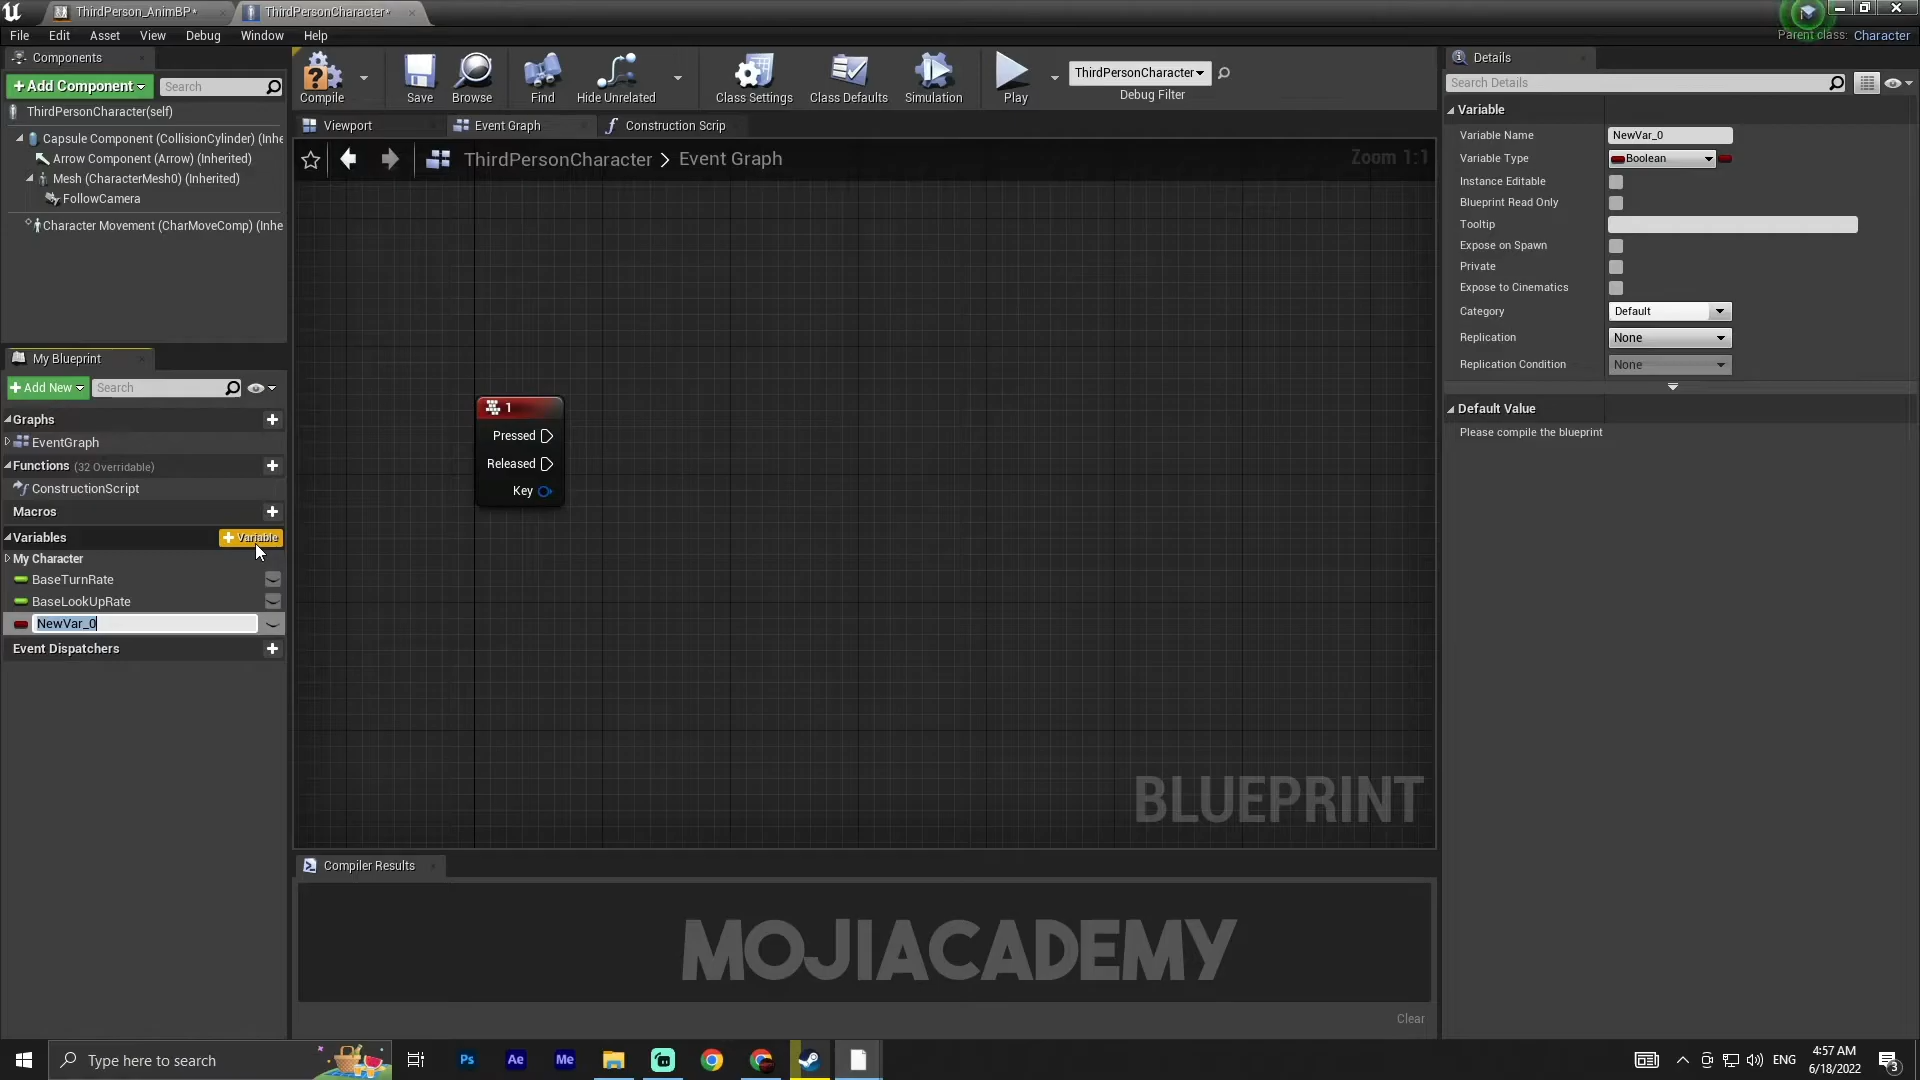 ThirdPerson_AnimBP*
ThirdPersonCharacter*
File Edit Asset View Debug Window Help
Parent class: Character
Components
+Add Component
Search
ThirdPersonCharacter(self)
Capsule Component (CollisionCylinder) (Inhe
Arrow Component (Arrow) (Inherited)
Mesh (CharacterMesh0) (Inherited)
FollowCamera
Character Movement (CharMoveComp) (Inhe
Compile
Save
Browse
Find
Hide Unrelated
Class Settings
Class Defaults
Simulation
Play
ThirdPersonCharacter
Debug Filter
Viewport
Event Graph
Construction Scrip
ThirdPersonCharacter > Event Graph
Zoom 1:1
1
Pressed
Released
Key
BLUEPRINT
My Blueprint
+Add New
Search
Graphs
EventGraph
Functions (32 Overridable)
ConstructionScript
Macros
Variables
+ Variable
My Character
BaseTurnRate
BaseLookUpRate
NewVar_0
Event Dispatchers
Compiler Results
MOJIACADEMY
Clear
Details
Search Details
Variable
Variable Name NewVar_0
Variable Type Boolean
Instance Editable
Blueprint Read Only
Tooltip
Expose on Spawn
Private
Expose to Cinematics
Category Default
Replication None
Replication Condition None
Default Value
Please compile the blueprint
Type here to search
Ps
Ae
Me
ENG
4:57 AM
6/18/2022
3